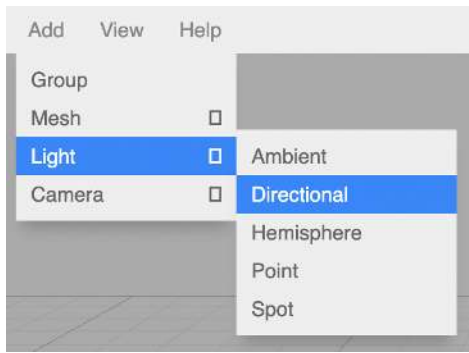 Add View Help
Group
Mesh
Light
Camera
Ambient
Directional
Hemisphere
Point
Spot